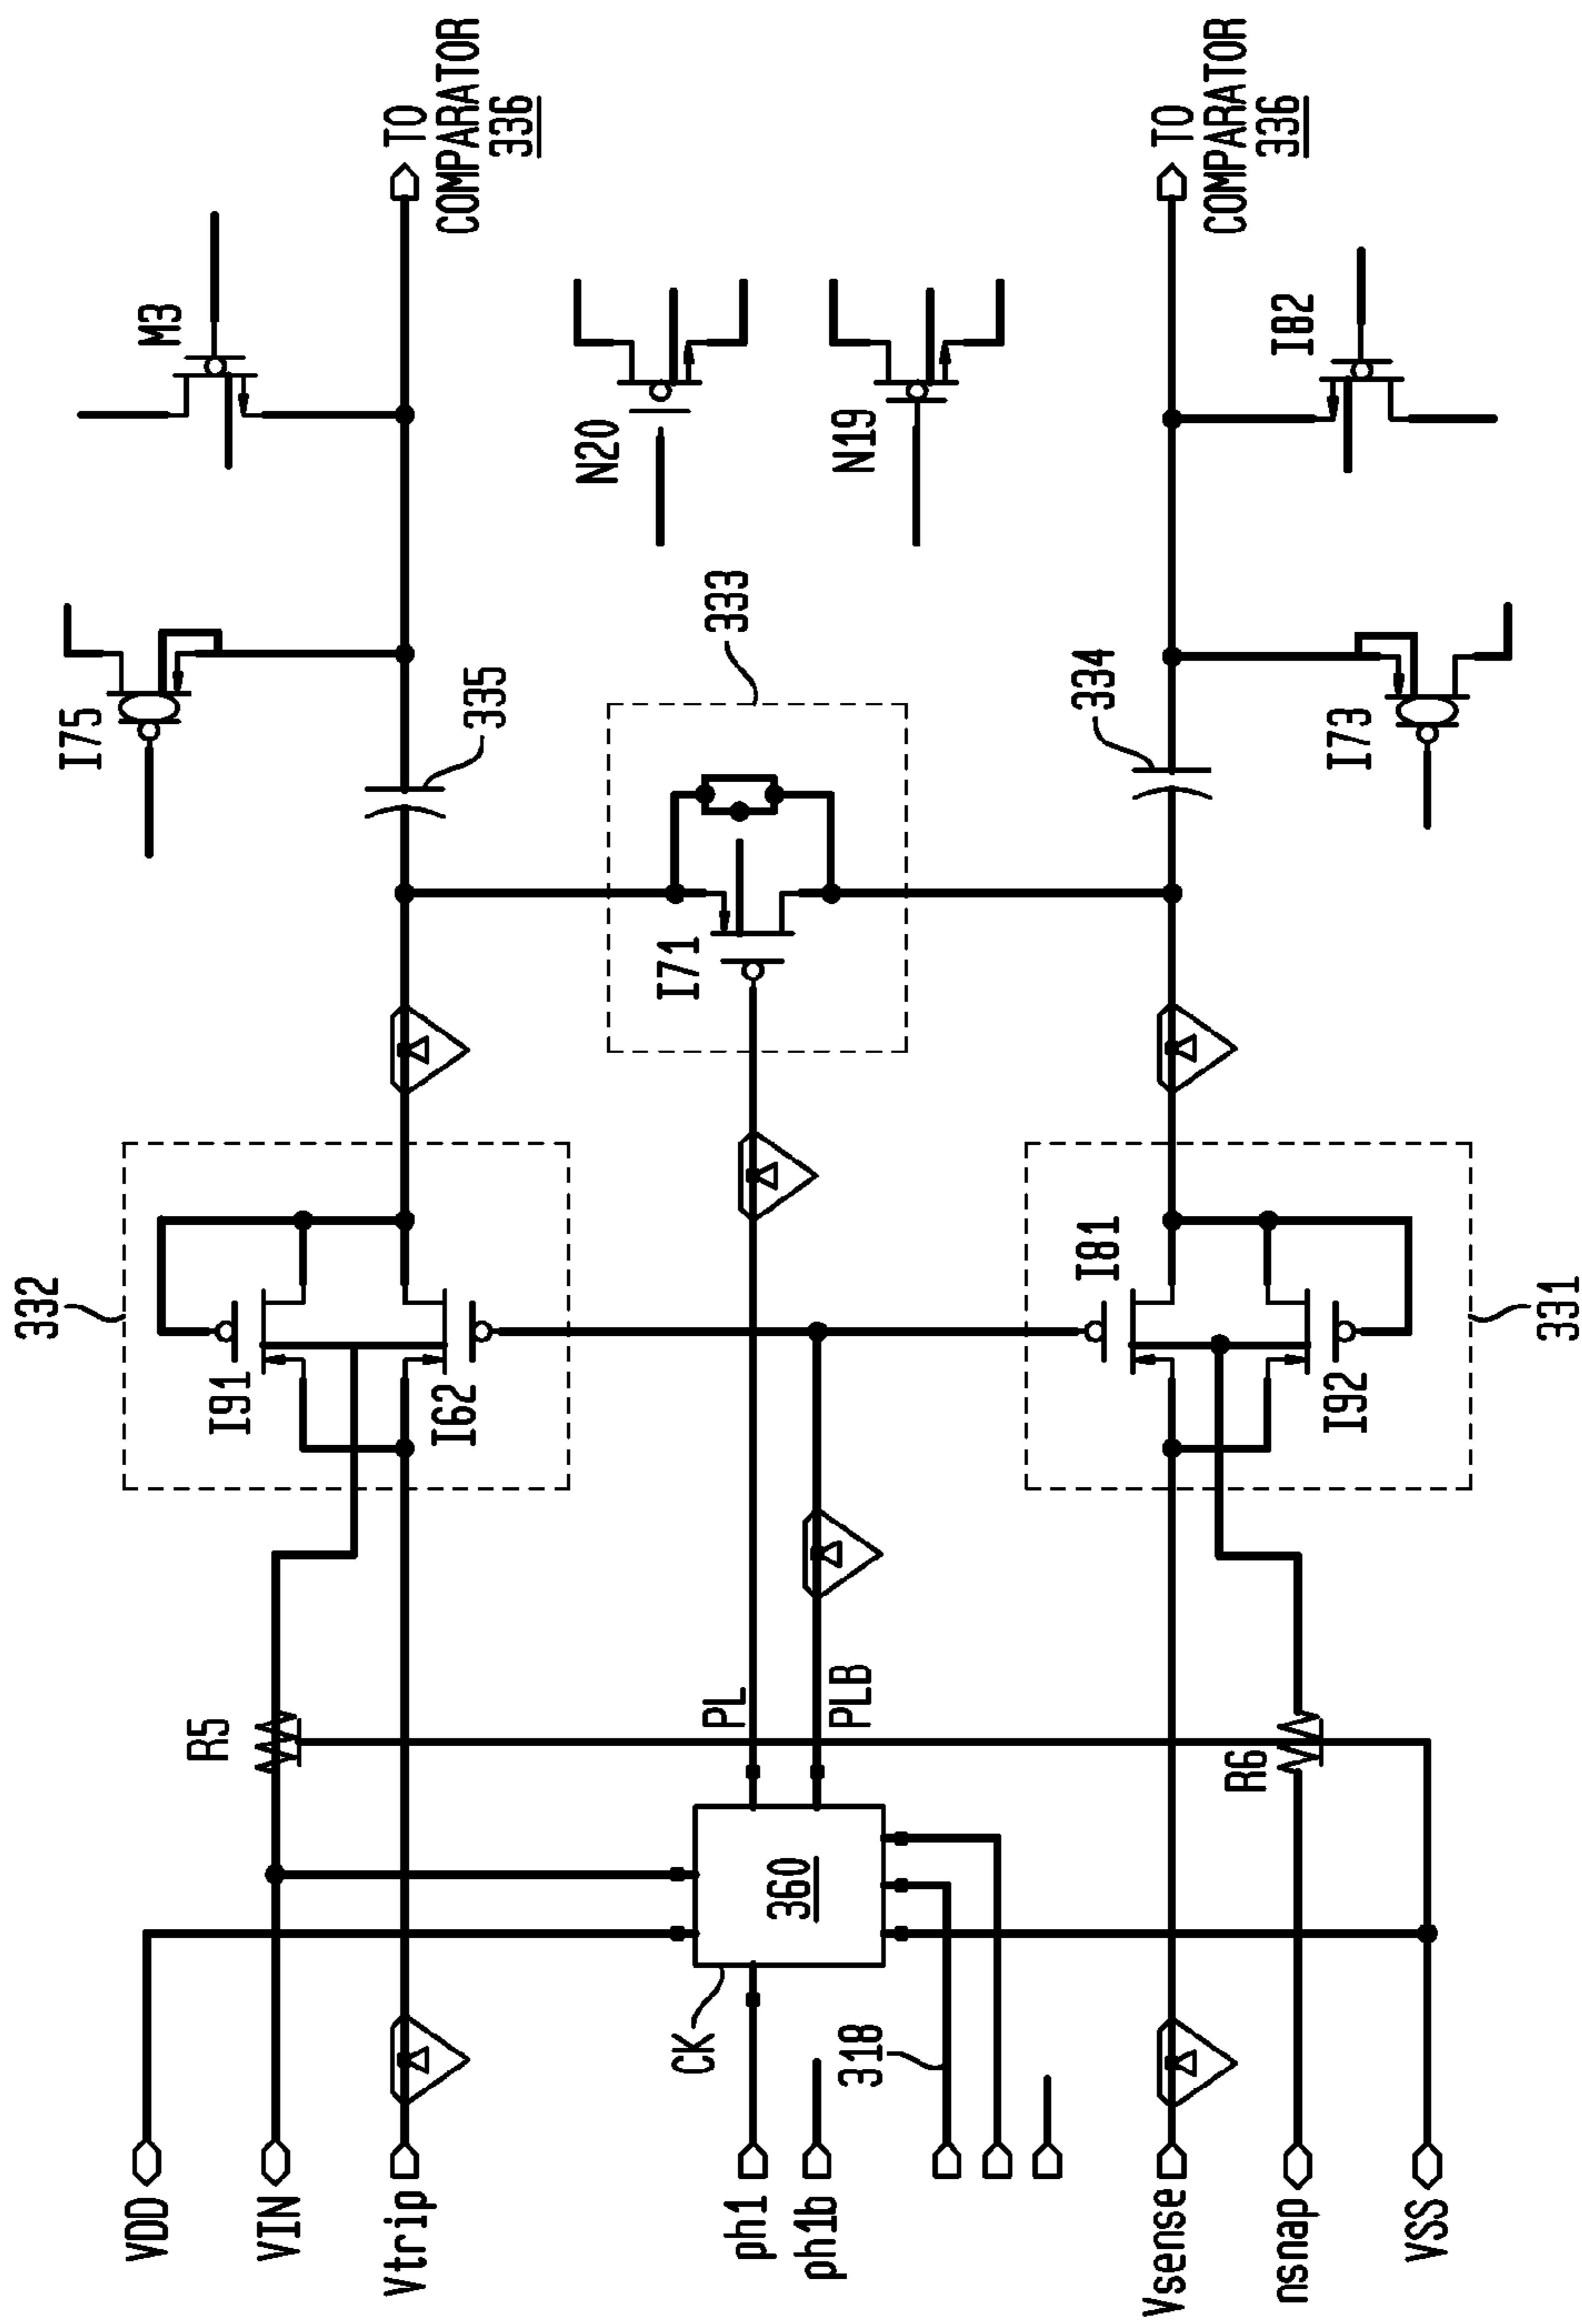 VDD
VIN
Vtrip
ph1
ph1b
318
Vsense
nsnap
VSS
CK
360
R5
PL
PLB
R6
332
I91
I62
I81
I92
331
I71
333
335
334
I75
I73
M3
N20
N19
I82
TO
COMPARATOR
336
TO
COMPARATOR
336